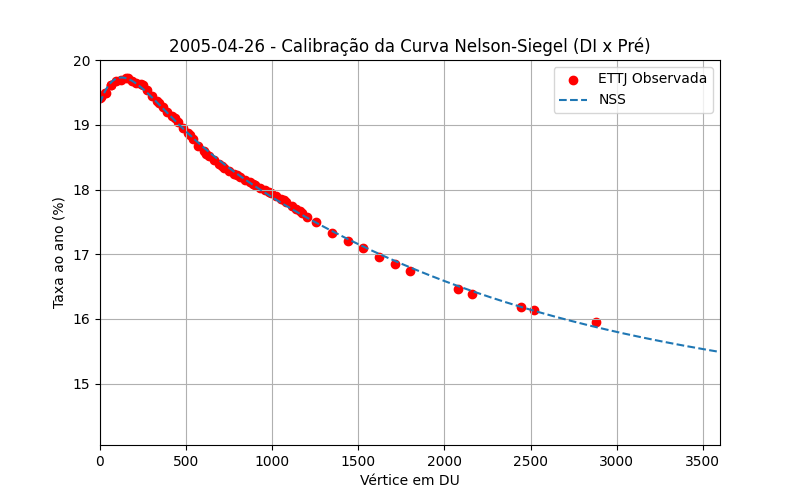 2005-04-26 - Calibração da Curva Nelson-Siegel (DI x Pré)
ETTJ Observada
NSS
Taxa ao ano (%)
20
19
18
17
16
15
0 500 1000 1500 2000 2500 3000 3500
Vértice em DU